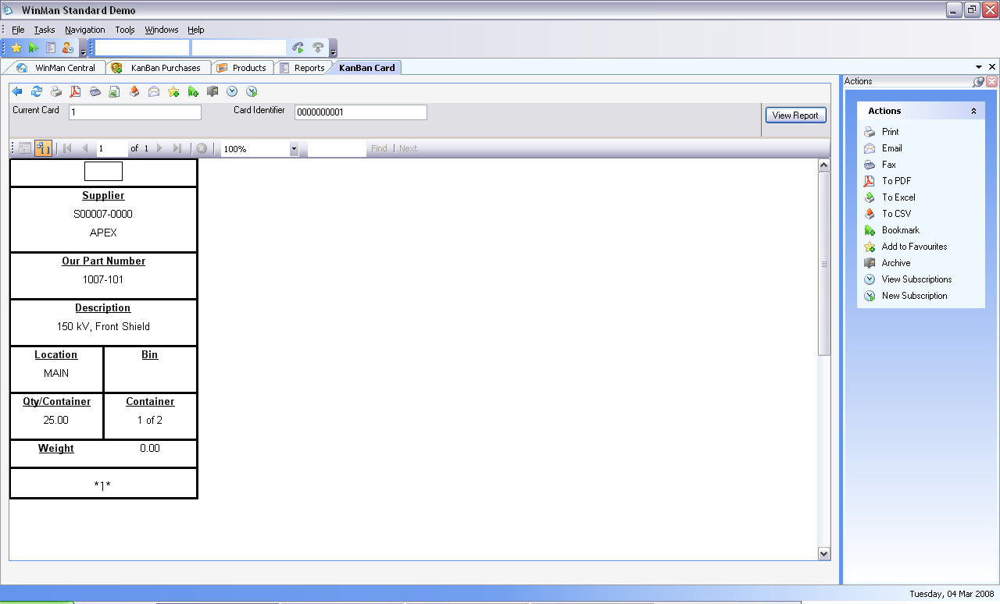 WinMan Standard Demo
File Tasks Navigation Tools Windows Help
WinMan Central KanBan Purchases Products Reports KanBan Card
Current Card 1 Card Identifier 0000000001 View Report
1 of 1 100% Find | Next
Supplier
S00007-0000
APEX
Our Part Number
1007-101
Description
150 kV, Front Shield
Location Bin
MAIN
Qty/Container Container
25.00 1 of 2
Weight 0.00
*1*
Actions
Actions
Print
Email
Fax
To PDF
To Excel
To CSV
Bookmark
Add to Favourites
Archive
View Subscriptions
New Subscription
Tuesday, 04 Mar 2008